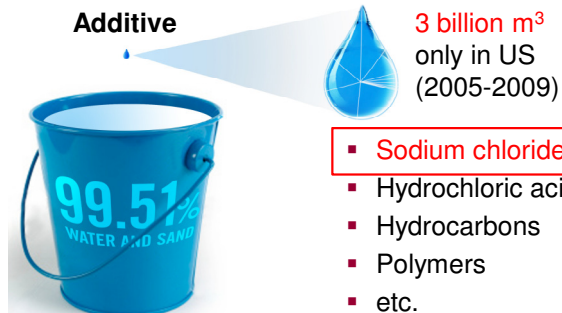 Additive
3 billion m³
only in US
(2005-2009)
▪ Sodium chloride
▪ Hydrochloric aci
▪ Hydrocarbons
▪ Polymers
▪ etc.
99.51%
WATER AND SAND